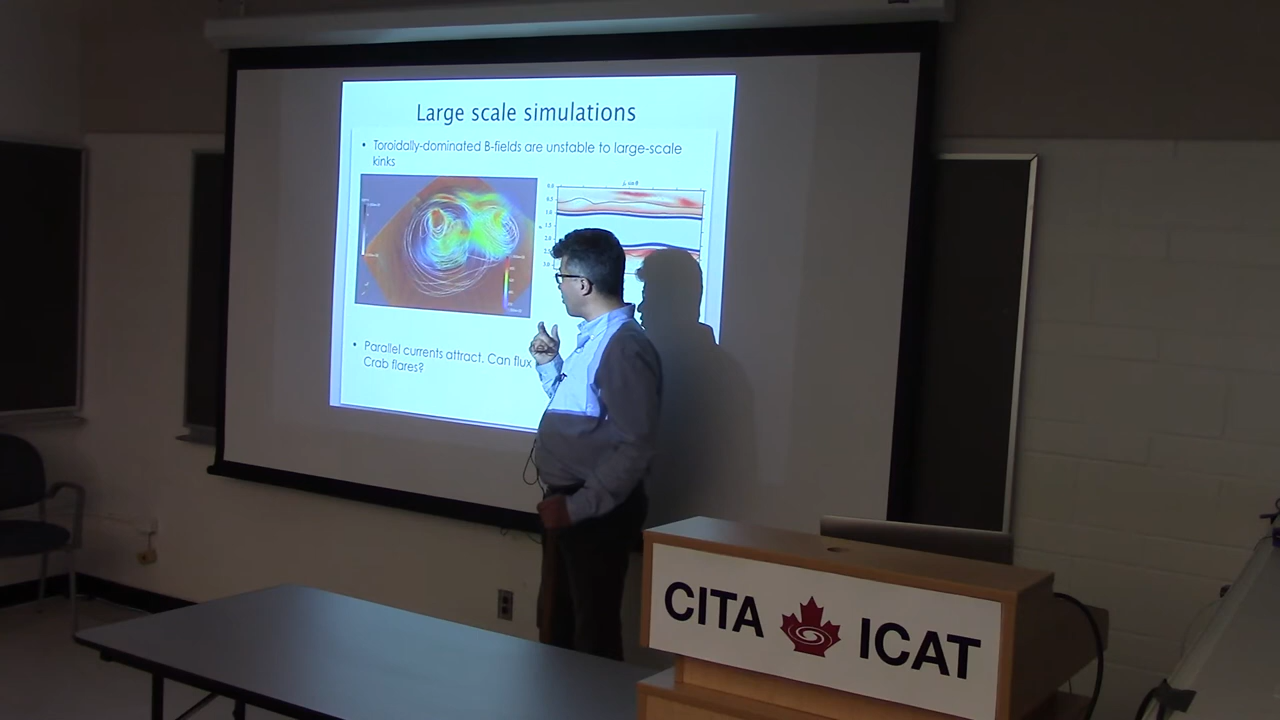 Large scale simulations
• Toroidally-dominated B-fields are unstable to large-scale
kinks
• Parallel currents attract. Can flux
Crab flares?
CITA ICAT